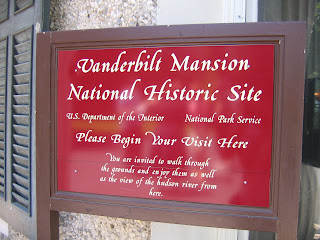 Vanderbilt Mansion
National Historic Site
U.S. Department of the Interior National Park Service
Please Begin Your Visit Here
You are invited to walk through
the grounds and enjoy them as well
as the view of the hudson river from
here.